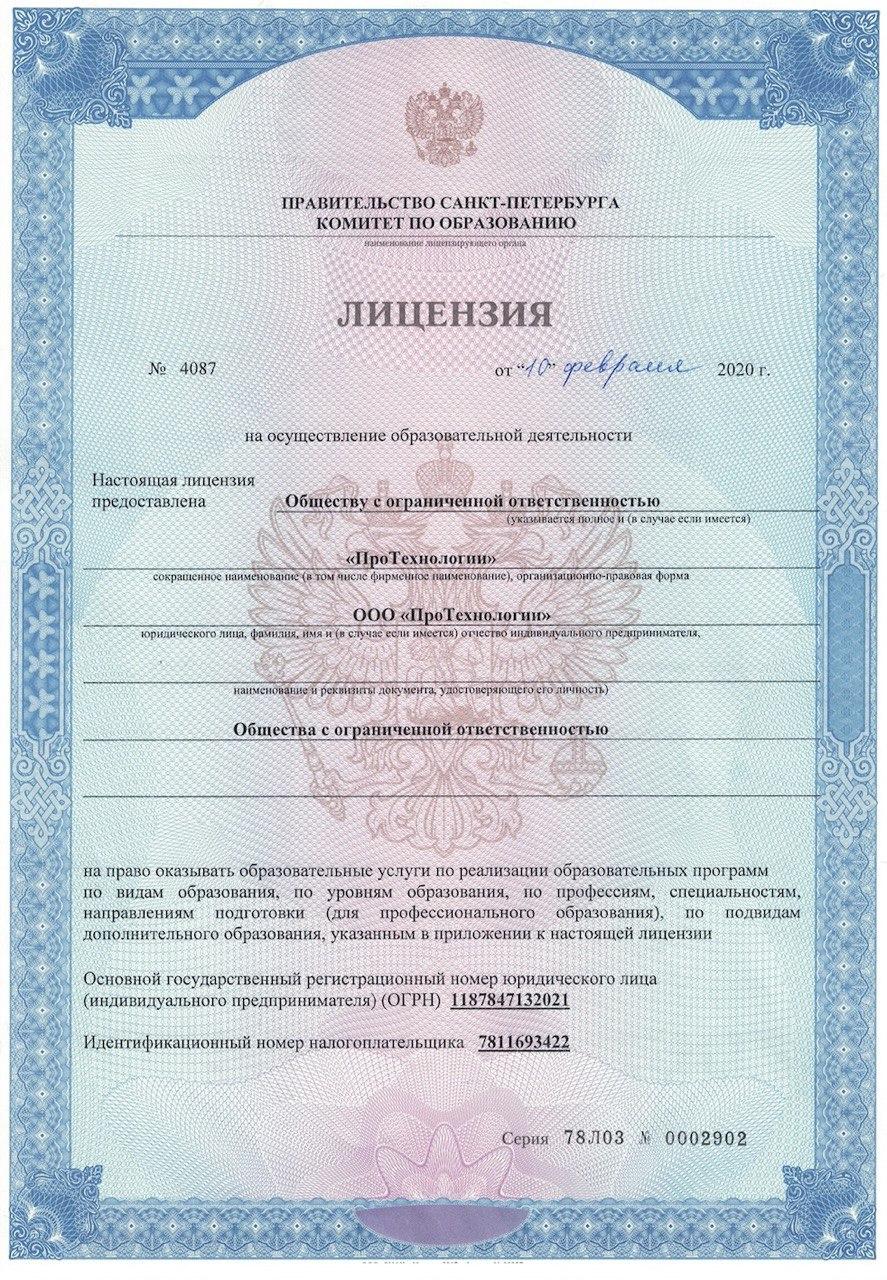 ПРАВИТЕЛЬСТВО САНКТ-ПЕТЕРБУРГА
КОМИТЕТ ПО ОБРАЗОВАНИЮ
наименование лицензирующего органа
ЛИЦЕНЗИЯ
№ 4087 от “10” февраля 2020 г.
на осуществление образовательной деятельности
Настоящая лицензия
предоставлена Обществу с ограниченной ответственностью
(указывается полное и (в случае если имеется)
«ПроТехнологии»
сокращенное наименование (в том числе фирменное наименование), организационно-правовая форма
ООО «ПроТехнологии»
юридического лица, фамилия, имя и (в случае если имеется) отчество индивидуального предпринимателя,
наименование и реквизиты документа, удостоверяющего его личность)
Общества с ограниченной ответственностью
на право оказывать образовательные услуги по реализации образовательных программ
по видам образования, по уровням образования, по профессиям, специальностям,
направлениям подготовки (для профессионального образования), по подвидам
дополнительного образования, указанным в приложении к настоящей лицензии
Основной государственный регистрационный номер юридического лица
(индивидуального предпринимателя) (ОГРН) 1187847132021
Идентификационный номер налогоплательщика 7811693422
Серия 78Л03 № 0002902